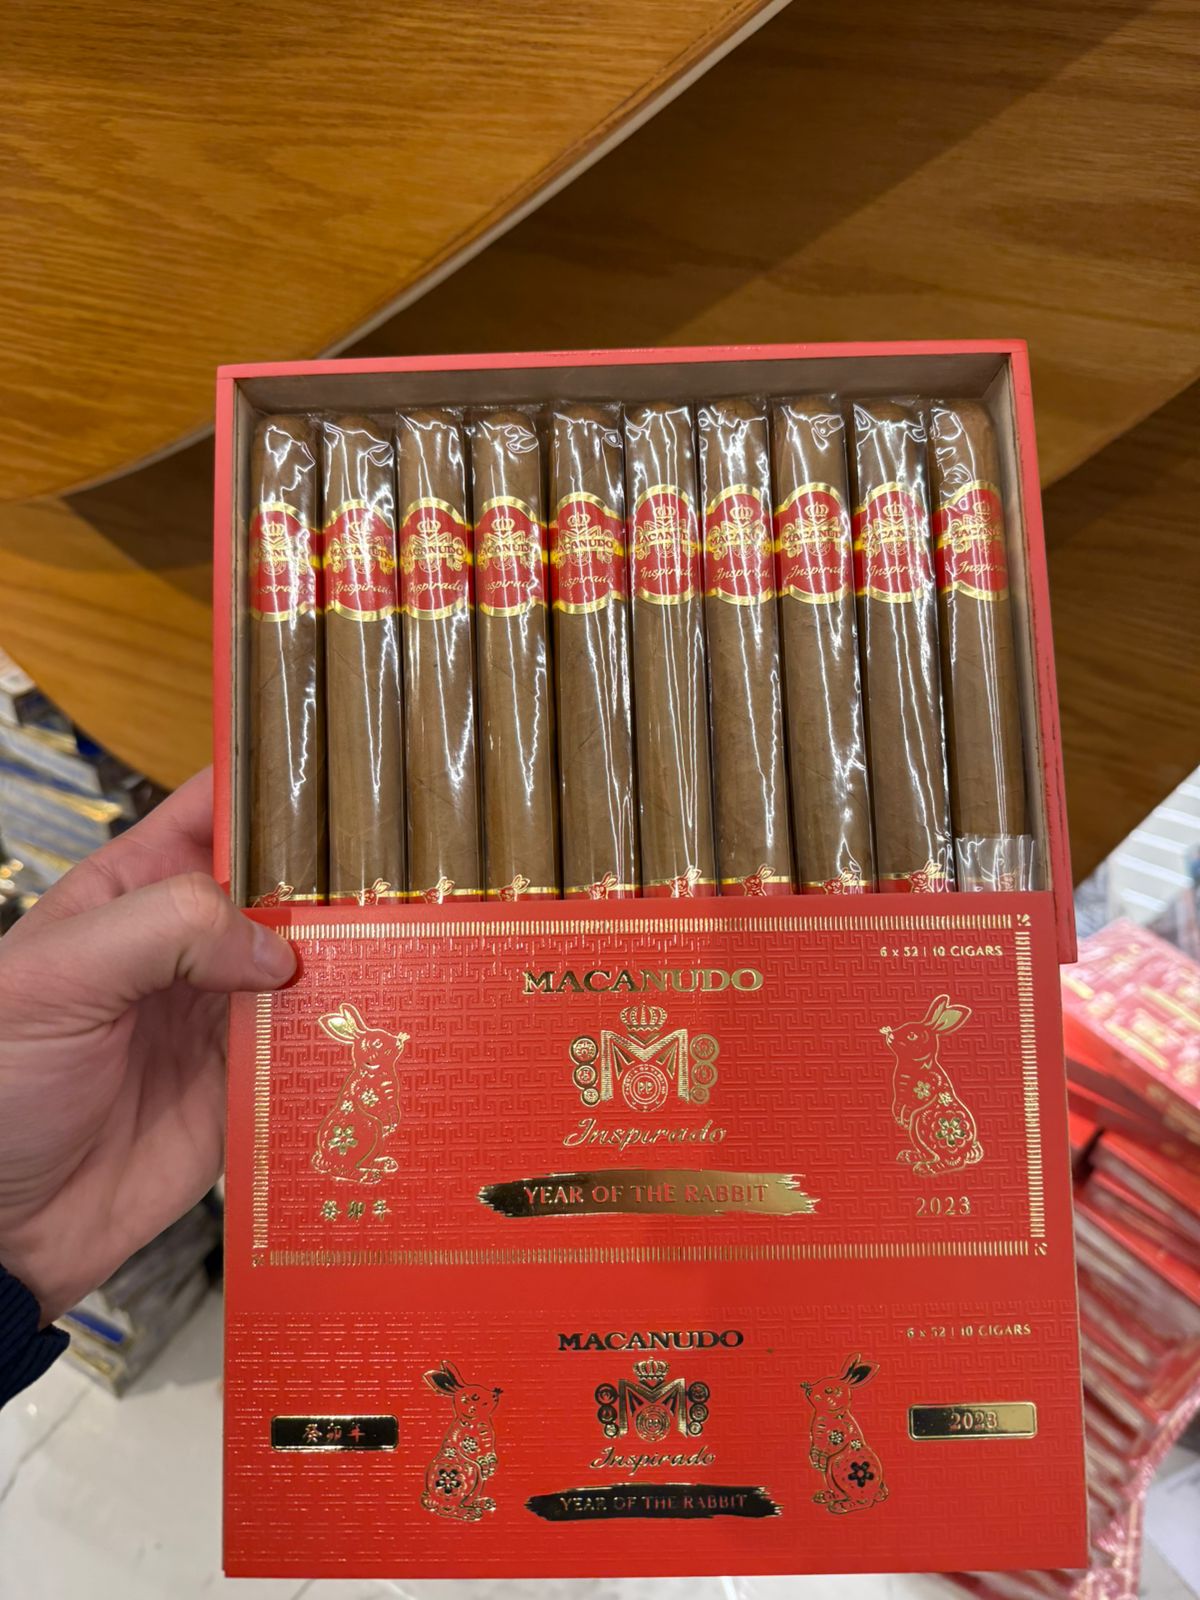 MACANUDO
Inspirado
MACANUDO
Inspirado
MACANUDO
Inspirado
MACANUDO
Inspirado
MACANUDO
Inspirado
MACANUDO
Inspirado
MACANUDO
Inspirado
MACANUDO
Inspirado
MACANUDO
Inspirado
MACANUDO
Inspirado
6 x 52 | 10 CIGARS
MACANUDO
Inspirado
YEAR OF THE RABBIT
癸卯年
2023
MACANUDO
6 x 52 | 10 CIGARS
癸卯年
2023
Inspirado
YEAR OF THE RABBIT